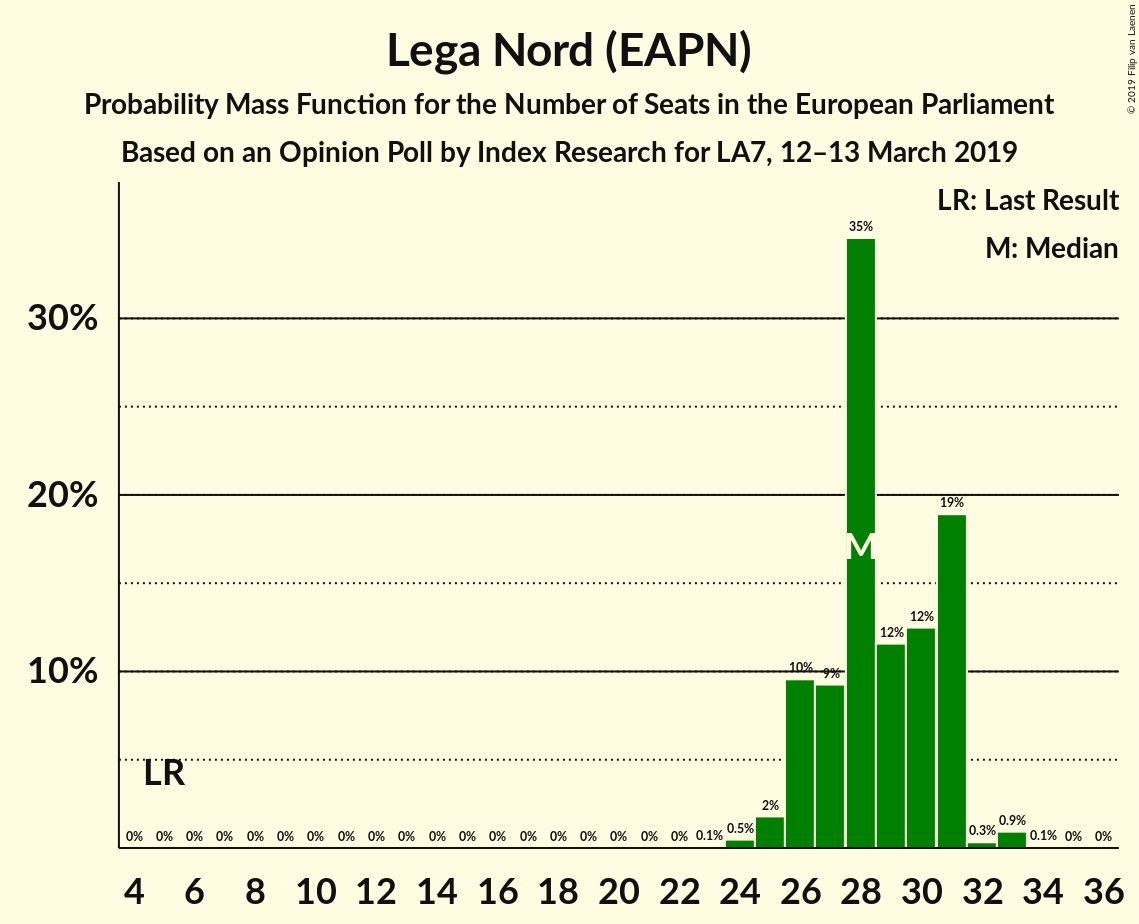 Lega Nord (EAPN)
Probability Mass Function for the Number of Seats in the European Parliament
Based on an Opinion Poll by Index Research for LA7, 12–13 March 2019
© 2019 Filip van Laenen
LR: Last Result
M: Median
35%
30%
20%
19%
M
12%
12%
10%
10%
9%
LR
2%
0% 0% 0% 0% 0% 0% 0% 0% 0% 0% 0% 0% 0% 0% 0% 0% 0% 0% 0% 0.1% 0.5% 0.3% 0.9% 0.1% 0% 0%
4 6 8 10 12 14 16 18 20 22 24 26 28 30 32 34 36